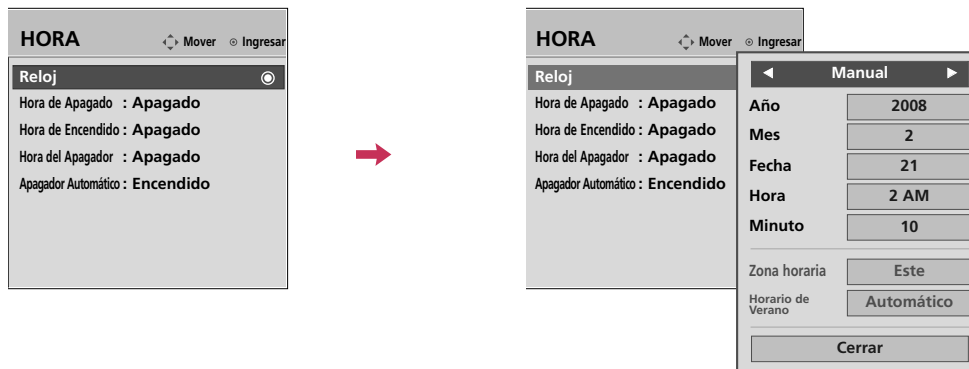 HORA
Mover Ingresar
Reloj
Hora de Apagado : Apagado
Hora de Encendido : Apagado
Hora del Apagador : Apagado
Apagador Automático : Encendido
HORA
Mover Ingresar
Reloj
Hora de Apagado : Apagado
Hora de Encendido : Apagado
Hora del Apagador : Apagado
Apagador Automático : Encendido
Manual
Año 2008
Mes 2
Fecha 21
Hora 2 AM
Minuto 10
Zona horaria Este
Horario de
Verano Automático
Cerrar